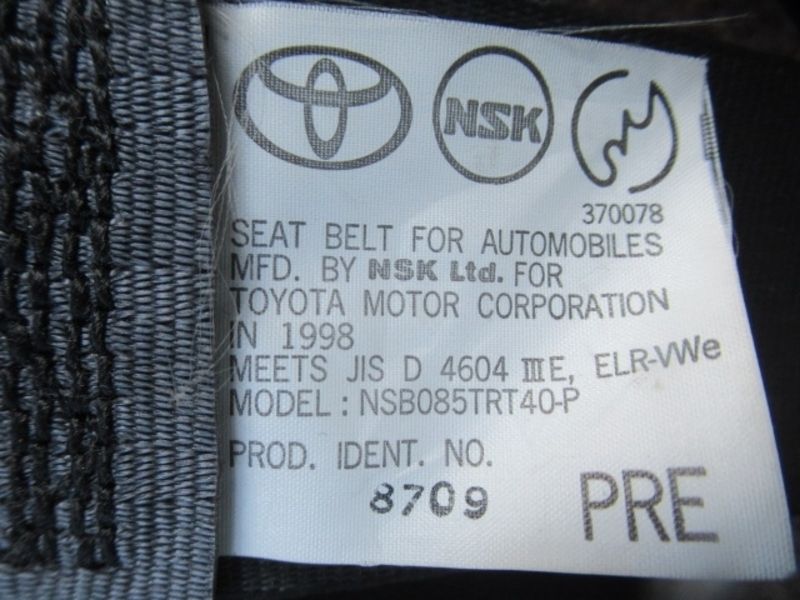 NSK
370078
SEAT BELT FOR AUTOMOBILES
MFD. BY NSK Ltd. FOR
TOYOTA MOTOR CORPORATION
IN 1998
MEETS JIS D 4604 III E, ELR-VWe
MODEL : NSB085TRT40-P
PROD. IDENT. NO.
8709
PRE